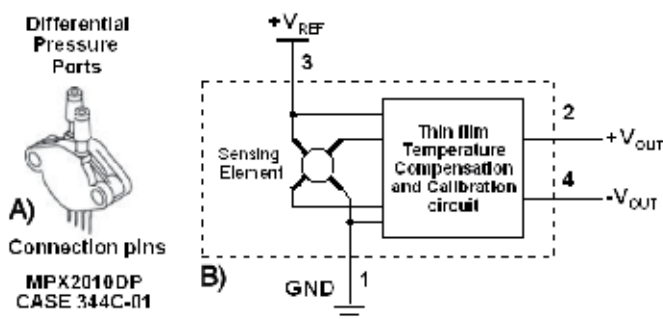 Differential
Pressure
Ports
A)
Connection pins
MPX2010DP
CASE 344C-01
+VREF
3
Sensing
Element
Thin film
Temperature
Compensation
and Calibration
circuit
2
+VOUT
4
-VOUT
B)
GND
1